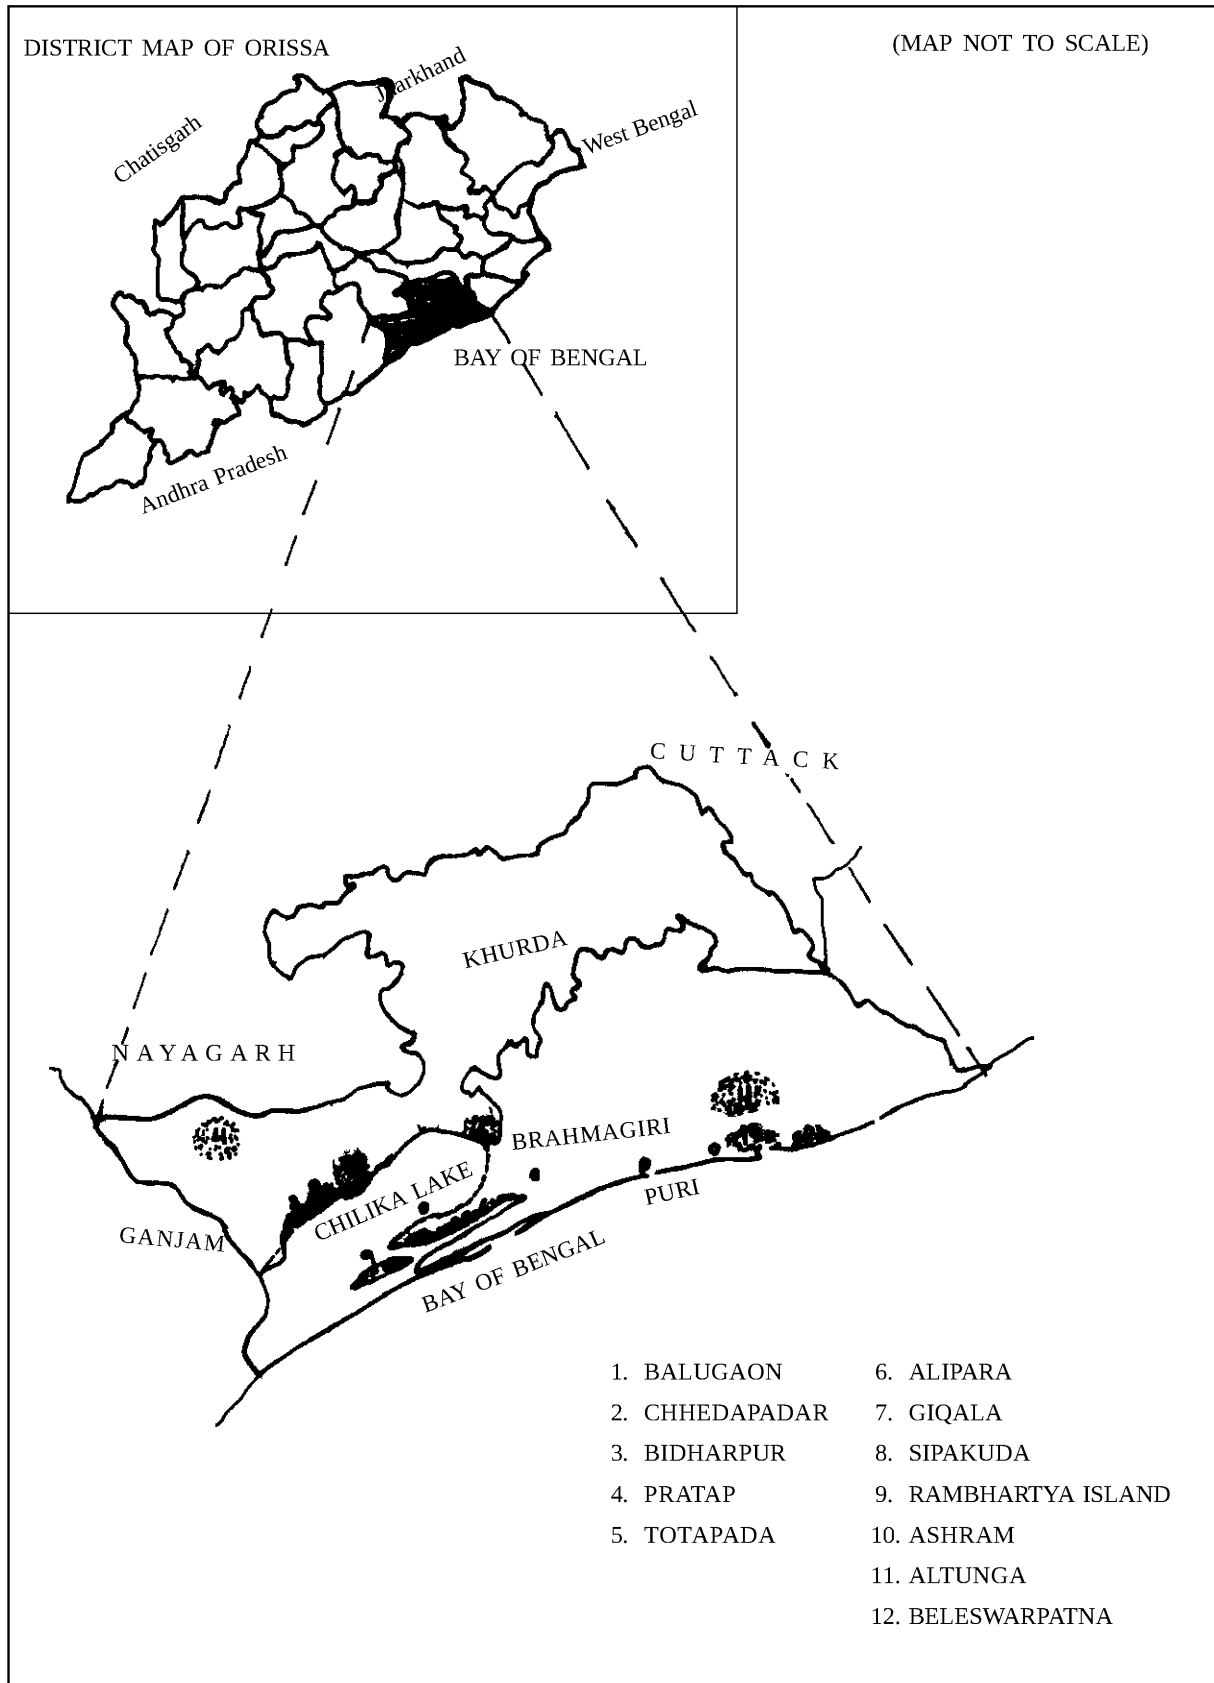 DISTRICT MAP OF ORISSA
(MAP NOT TO SCALE)
Jharkhand
Chatisgarh
West Bengal
BAY OF BENGAL
Andhra Pradesh
CUTTACK
KHURDA
NAYAGARH
BRAHMAGIRI
CHILIKA LAKE
PURI
GANJAM
BAY OF BENGAL
1. BALUGAON
2. CHHEDAPADAR
3. BIDHARPUR
4. PRATAP
5. TOTAPADA
6. ALIPARA
7. GIQALA
8. SIPAKUDA
9. RAMBHARTYA ISLAND
10. ASHRAM
11. ALTUNGA
12. BELESWARPATNA